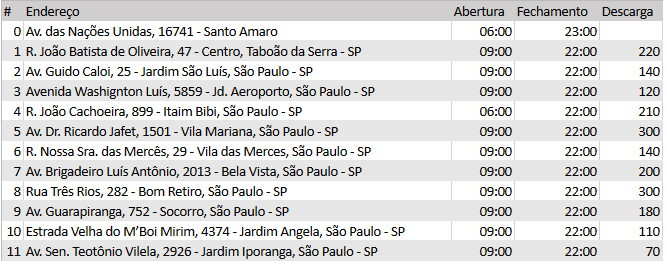 # Endereço Abertura Fechamento Descarga
0 Av. das Nações Unidas, 16741 - Santo Amaro 06:00 23:00
1 R. João Batista de Oliveira, 47 - Centro, Taboão da Serra - SP 09:00 22:00 220
2 Av. Guido Caloi, 25 - Jardim São Luís, São Paulo - SP 09:00 22:00 140
3 Avenida Washignton Luís, 5859 - Jd. Aeroporto, São Paulo - SP 09:00 22:00 120
4 R. João Cachoeira, 899 - Itaim Bibi, São Paulo - SP 06:00 22:00 210
5 Av. Dr. Ricardo Jafet, 1501 - Vila Mariana, São Paulo - SP 09:00 22:00 300
6 R. Nossa Sra. das Mercês, 29 - Vila das Merces, São Paulo - SP 09:00 22:00 140
7 Av. Brigadeiro Luís Antônio, 2013 - Bela Vista, São Paulo - SP 09:00 22:00 200
8 Rua Três Rios, 282 - Bom Retiro, São Paulo - SP 09:00 22:00 300
9 Av. Guarapiranga, 752 - Socorro, São Paulo - SP 09:00 22:00 180
10 Estrada Velha do M'Boi Mirim, 4374 - Jardim Angela, São Paulo - SP 09:00 22:00 110
11 Av. Sen. Teotônio Vilela, 2926 - Jardim Iporanga, São Paulo - SP 09:00 22:00 70